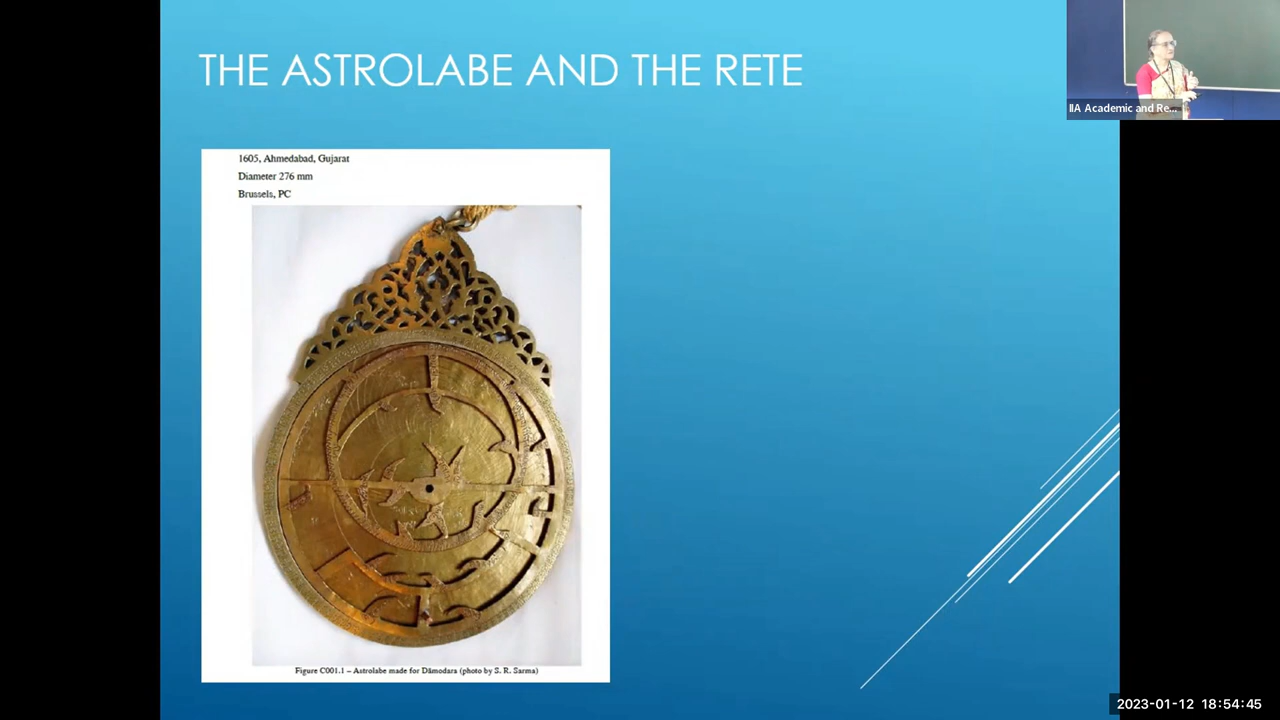 THE ASTROLABE AND THE RETE
IIA Academic and Re...
1605, Ahmedabad, Gujarat
Diameter 276 mm
Brussels, PC
Figure C001.1 – Astrolabe made for Dāmodara (photo by S. R. Sarma)
2023-01-12 18:54:45